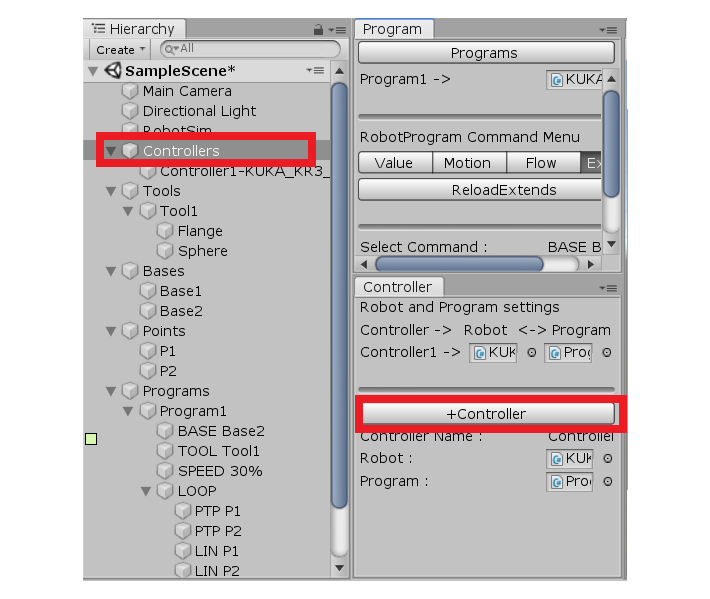 Hierarchy
Create
All
SampleScene*
Main Camera
Directional Light
RobotSim
Controllers
Controller1-KUKA_KR3_
Tools
Tool1
Flange
Sphere
Bases
Base1
Base2
Points
P1
P2
Programs
Program1
BASE Base2
TOOL Tool1
SPEED 30%
LOOP
PTP P1
PTP P2
LIN P1
LIN P2
Program
Programs
Program1 -> KUKA
RobotProgram Command Menu
Value Motion Flow Ex
ReloadExtends
Select Command : BASE B
Controller
Robot and Program settings
Controller -> Robot <-> Program
Controller1 -> KUK Prog
+Controller
Controller Name : Controller
Robot : KUK
Program : Pro